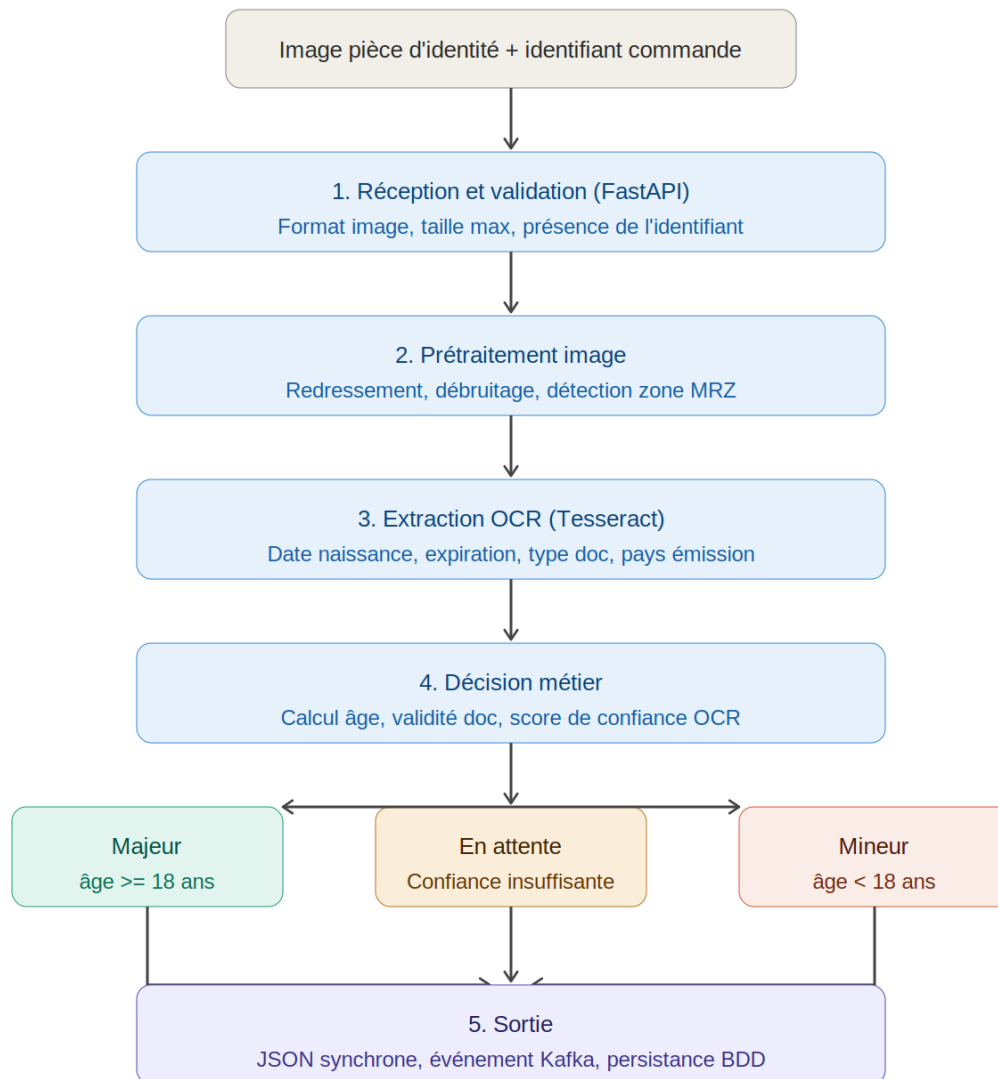 Image pièce d'identité + identifiant commande
1. Réception et validation (FastAPI)
Format image, taille max, présence de l'identifiant
2. Prétraitement image
Redressement, débruitage, détection zone MRZ
3. Extraction OCR (Tesseract)
Date naissance, expiration, type doc, pays émission
4. Décision métier
Calcul âge, validité doc, score de confiance OCR
Majeur
âge >= 18 ans
En attente
Confiance insuffisante
Mineur
âge < 18 ans
5. Sortie
JSON synchrone, événement Kafka, persistance BDD